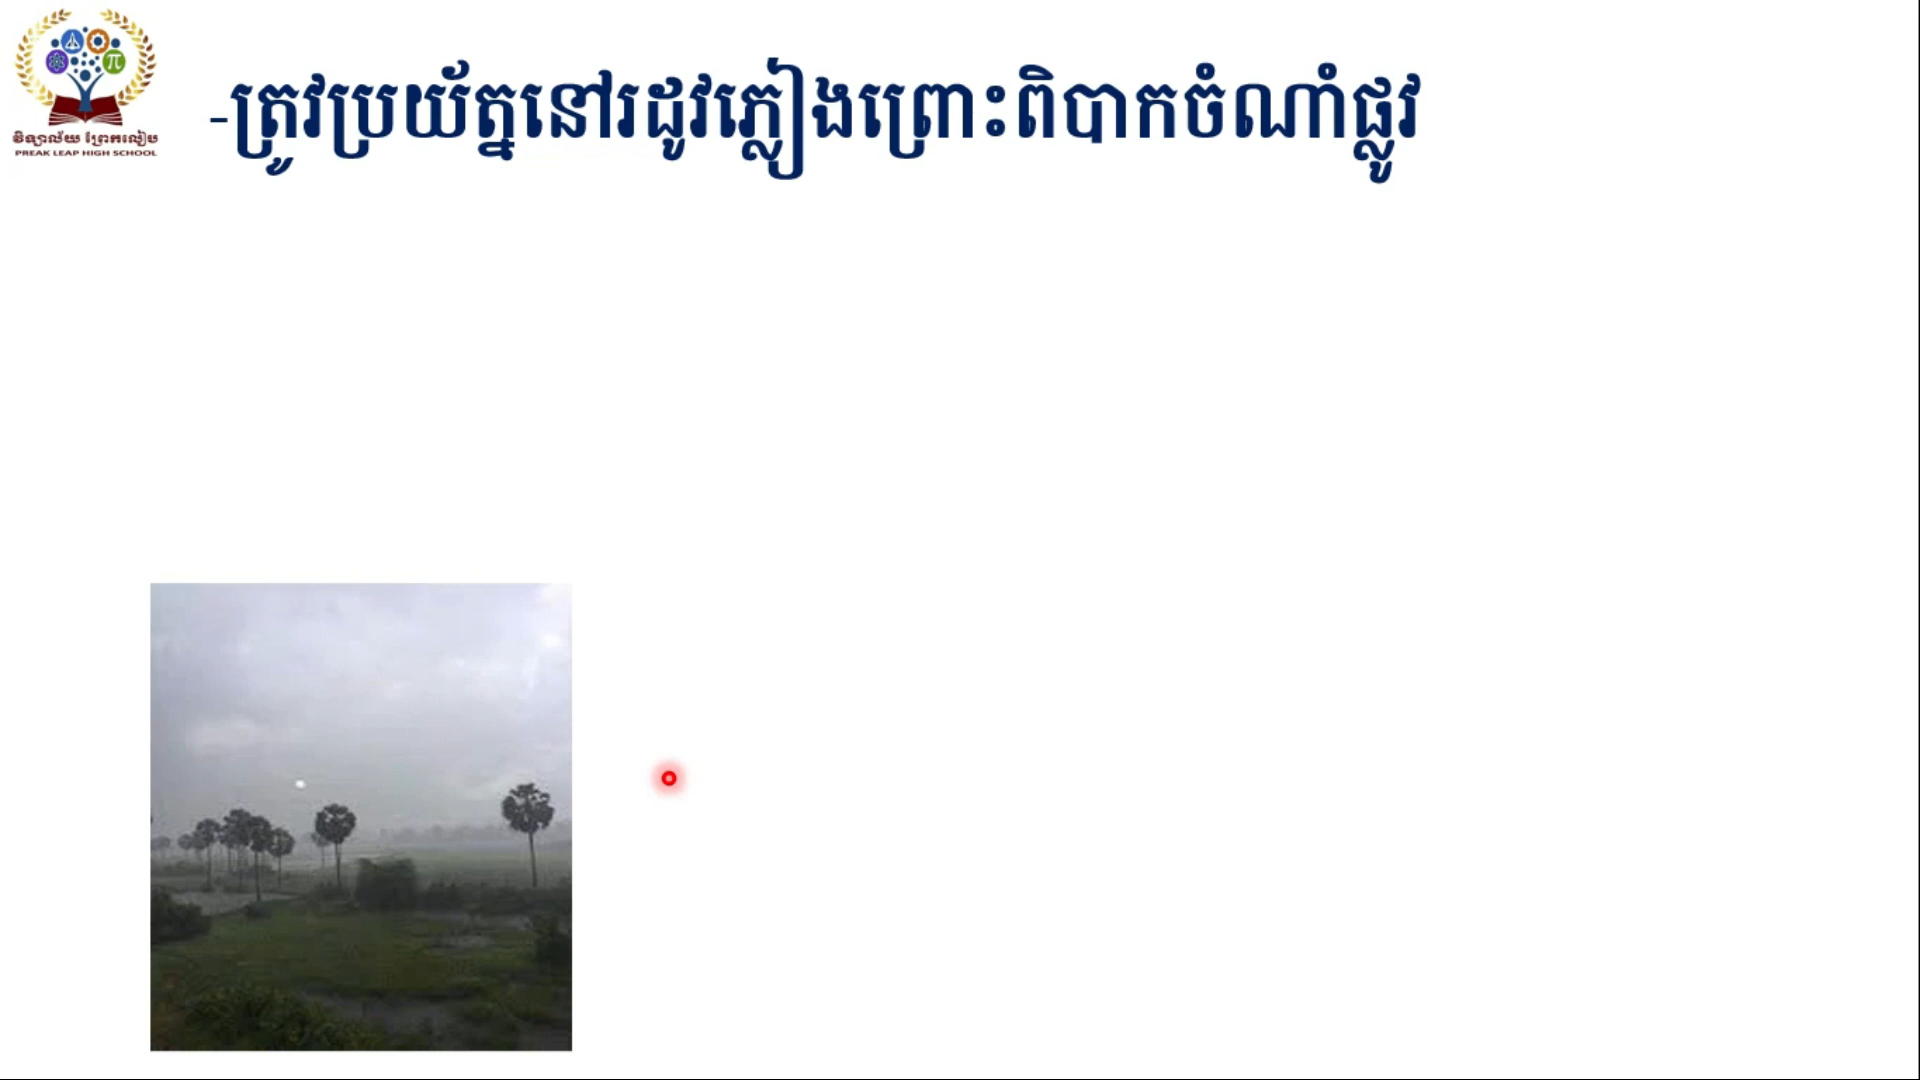 វិទ្យាល័យ ព្រែកលៀប
PREAK LEAP HIGH SCHOOL
-ត្រូវប្រយ័ត្ននៅរដូវភ្លៀងព្រោះពិបាកចំណាំផ្លូវ